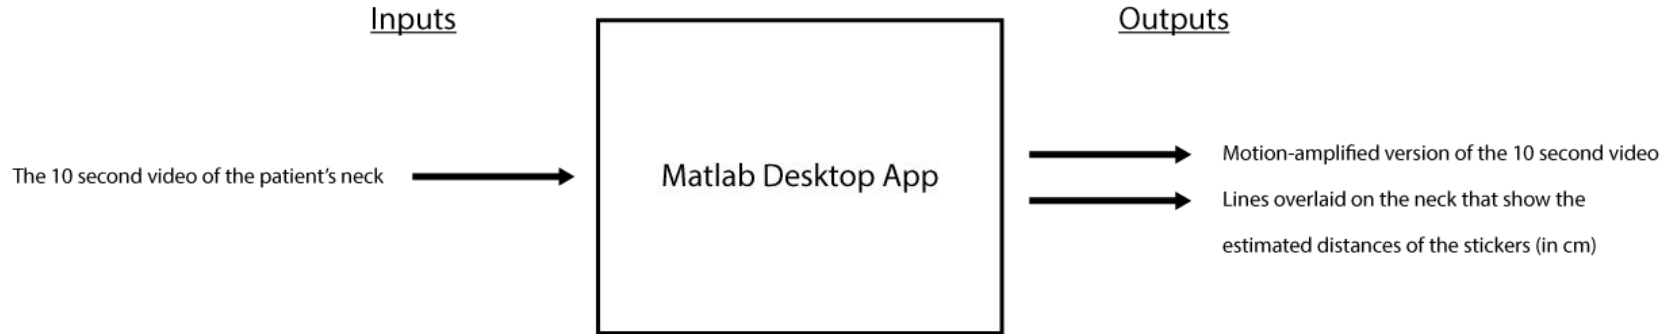 Inputs
Outputs
The 10 second video of the patient's neck
Matlab Desktop App
Motion-amplified version of the 10 second video
Lines overlaid on the neck that show the
estimated distances of the stickers (in cm)